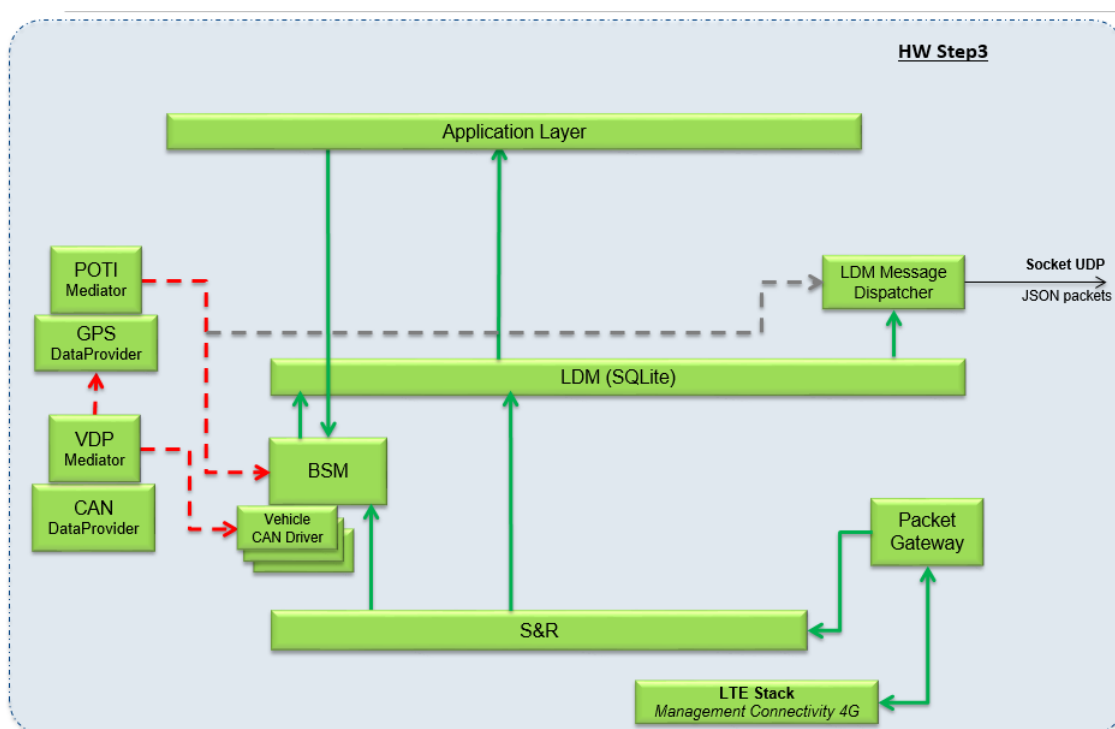 HW Step3
Application Layer
POTI
Mediator
GPS
DataProvider
VDP
Mediator
CAN
DataProvider
LDM Message
Dispatcher
Socket UDP
JSON packets
LDM (SQLite)
BSM
Vehicle
CAN Driver
Packet
Gateway
S&R
LTE Stack
Management Connectivity 4G